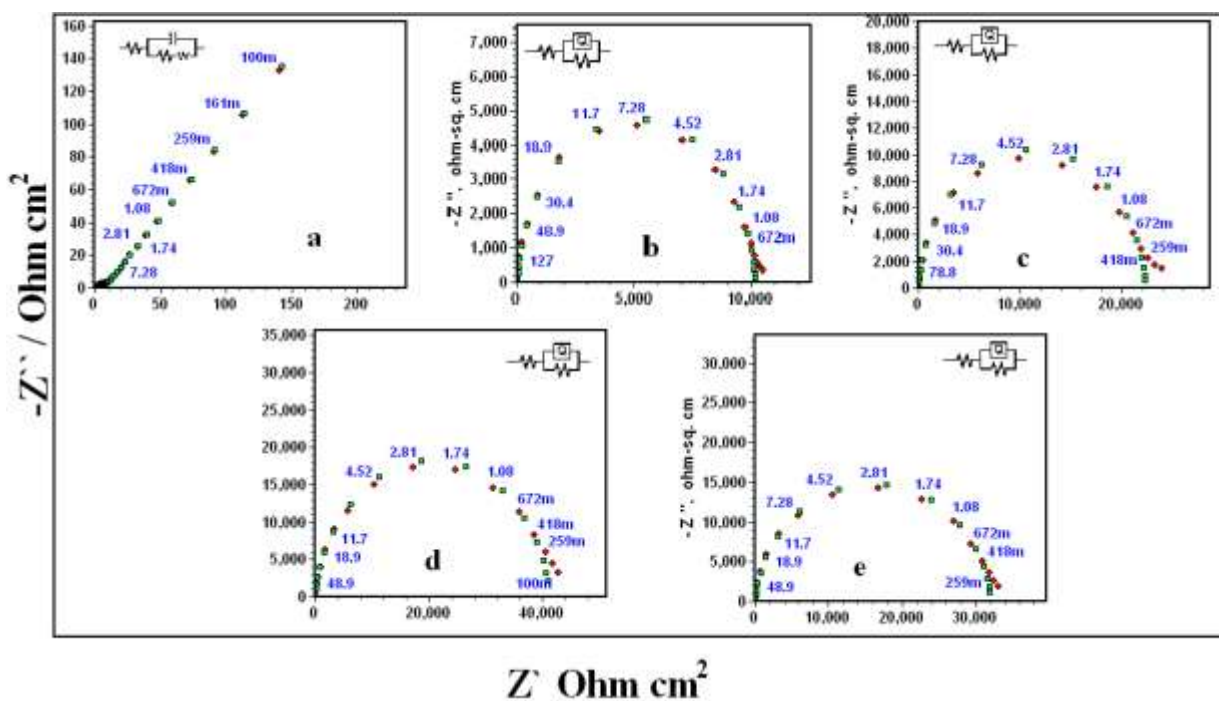 -Z`` / Ohm cm²
160
140
120
100
80
60
40
20
0
0 50 100 150 200
W
100m
161m
259m
418m
672m
1.08
2.81
1.74
7.28
a
-Z'', ohm-sq. cm
7,000
6,000
5,000
4,000
3,000
2,000
1,000
0
0 5,000 10,000
Q
11.7 7.28 4.52
18.9 2.81
30.4 1.74
48.9 1.08
127 672m
b
20,000
18,000
16,000
14,000
12,000
10,000
8,000
6,000
4,000
2,000
0
0 10,000 20,000
Q
4.52 2.81
7.28 1.74
11.7 1.08
18.9 672m
30.4 259m
78.8 418m
c
35,000
30,000
25,000
20,000
15,000
10,000
5,000
0
0 20,000 40,000
Q
2.81 1.74
4.52 1.08
672m
11.7 418m
18.9 259m
48.9 100m
d
-Z'', ohm-sq. cm
30,000
25,000
20,000
15,000
10,000
5,000
0
0 10,000 20,000 30,000
Q
4.52 2.81 1.74
7.28 1.08
11.7 672m
18.9 418m
48.9 259m
e
Z` Ohm cm²